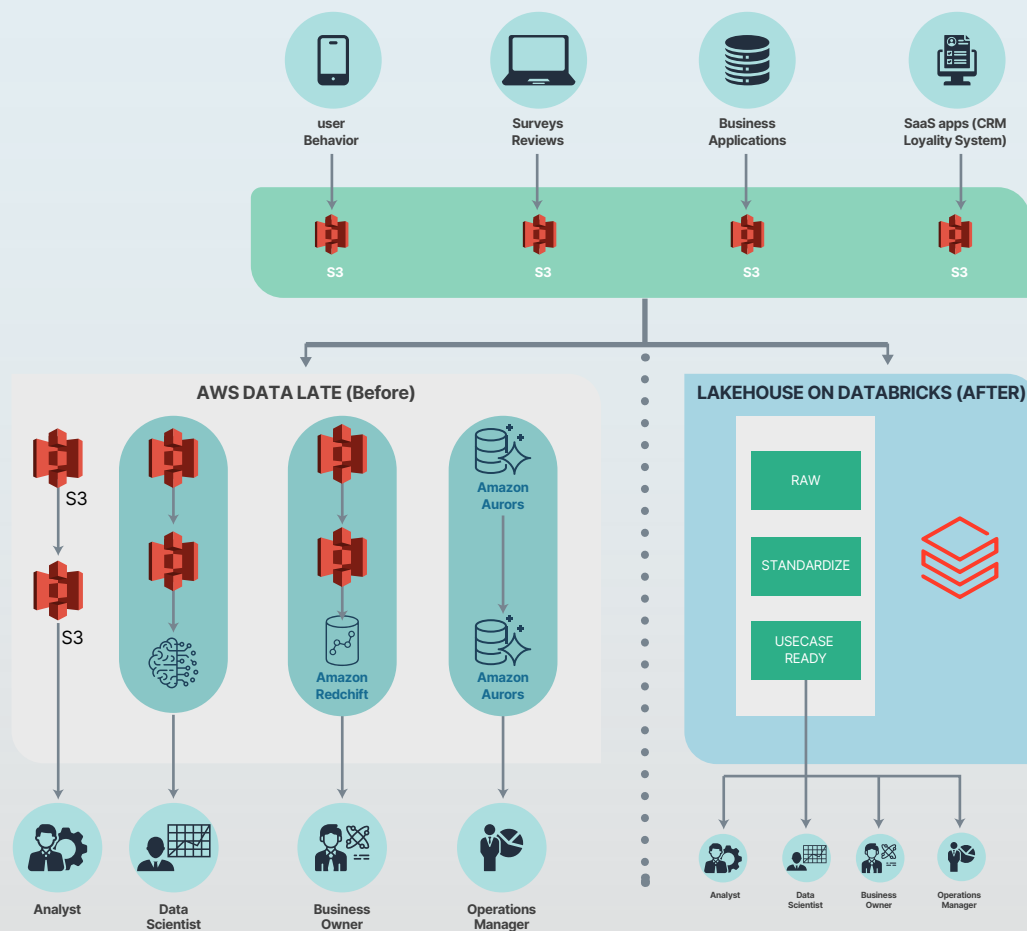 user
Behavior
Surveys
Reviews
Business
Applications
SaaS apps (CRM
Loyality System)
S3
S3
S3
S3
AWS DATA LATE (Before)
S3
S3
Amazon
Redchift
Amazon
Aurors
Amazon
Aurors
Analyst
Data
Scientist
Business
Owner
Operations
Manager
LAKEHOUSE ON DATABRICKS (AFTER)
RAW
STANDARDIZE
USECASE
READY
Analyst
Data
Scientist
Business
Owner
Operations
Manager